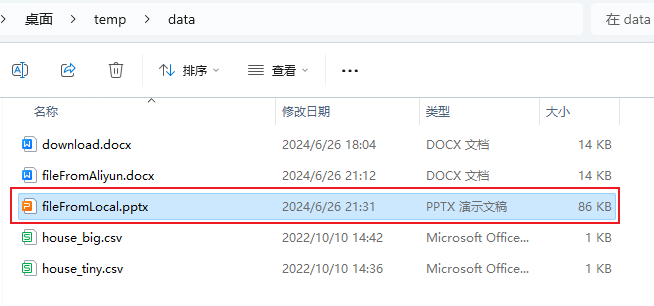 桌面 > temp > data
在 data
排序 查看 •••
名称 修改日期 类型 大小
download.docx 2024/6/26 18:04 DOCX 文档 14 KB
fileFromAliyun.docx 2024/6/26 21:12 DOCX 文档 14 KB
fileFromLocal.pptx 2024/6/26 21:31 PPTX 演示文稿 86 KB
house_big.csv 2022/10/10 14:42 Microsoft Office... 1 KB
house_tiny.csv 2022/10/10 14:36 Microsoft Office... 1 KB